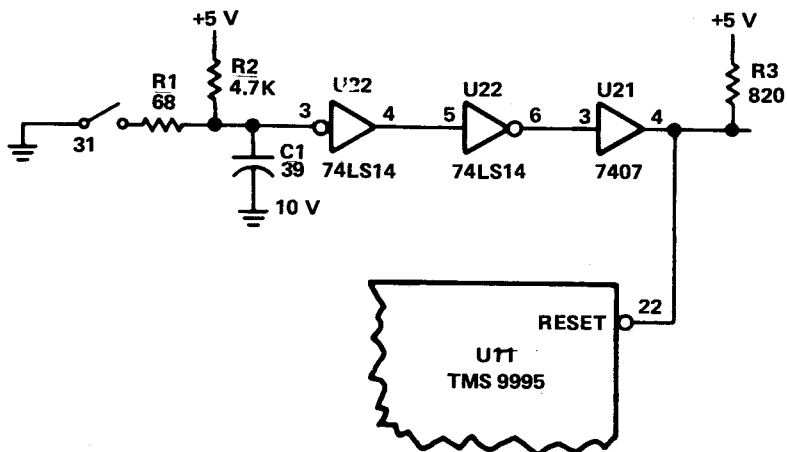 +5 V
+5 V
R1
68
R2
4.7K
U22
U22
U21
R3
820
3
4
5
6
3
4
31
C1
39
74LS14
74LS14
7407
10 V
RESET
22
U11
TMS 9995